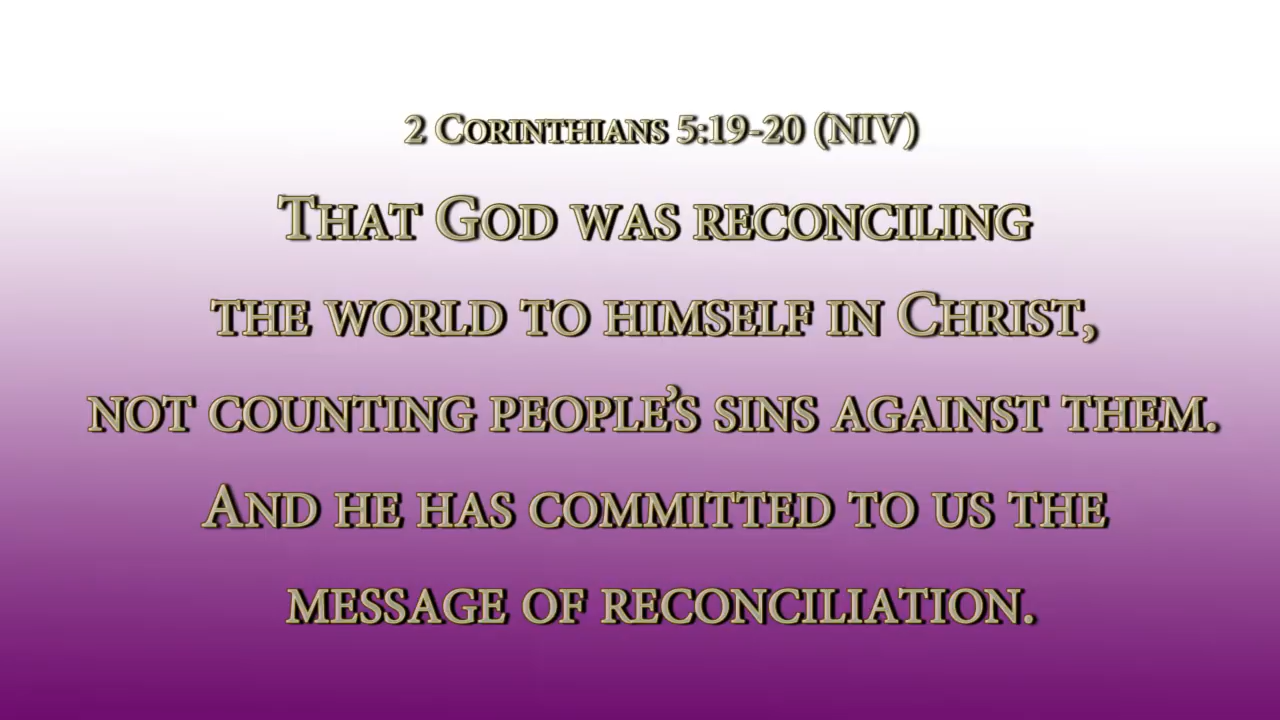 2 Corinthians 5:19-20 (NIV)
That God was reconciling
the world to himself in Christ,
not counting people’s sins against them.
And he has committed to us the
message of reconciliation.